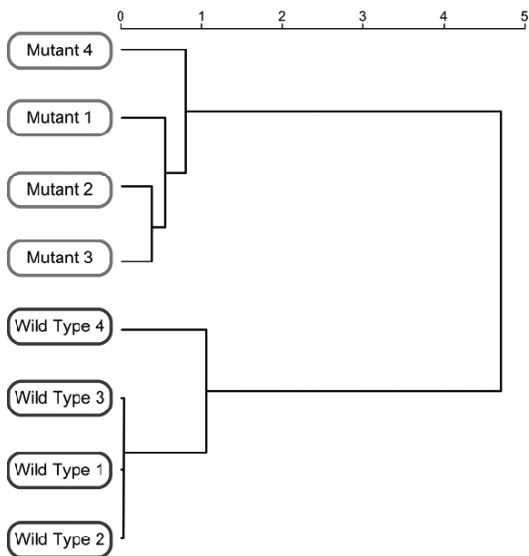 0 1 2 3 4 5
Mutant 4
Mutant 1
Mutant 2
Mutant 3
Wild Type 4
Wild Type 3
Wild Type 1
Wild Type 2